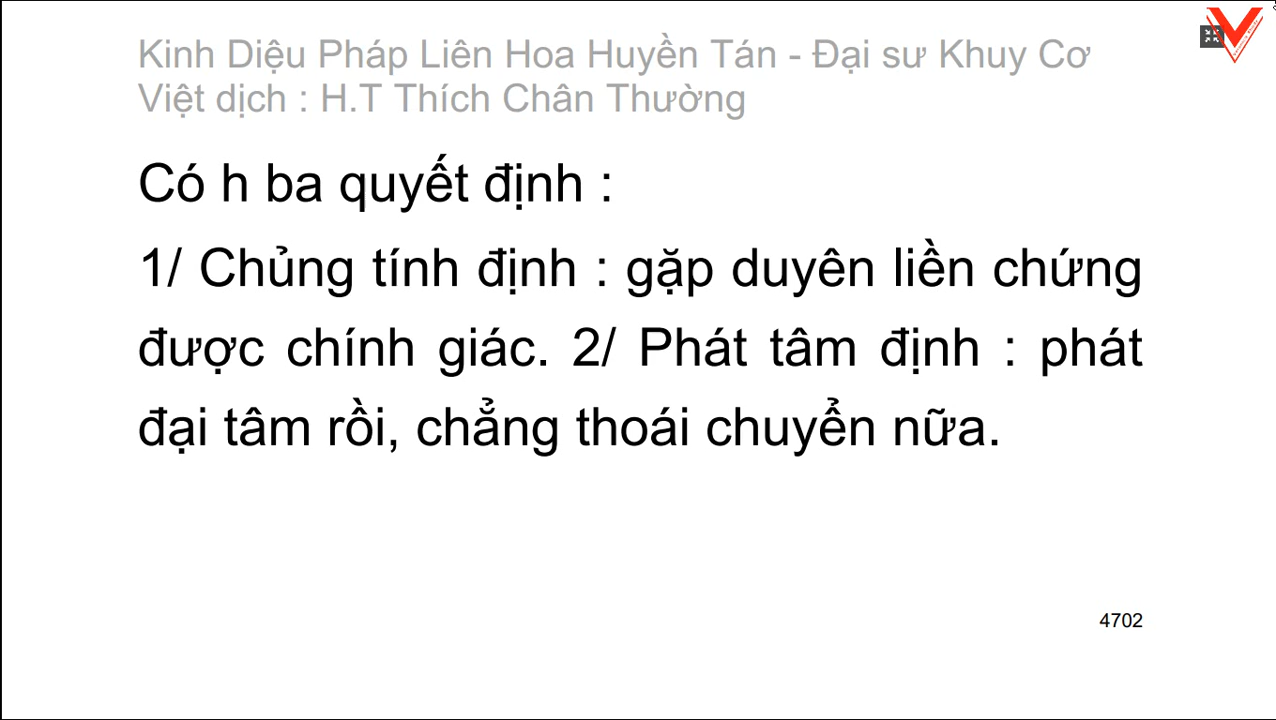 Kinh Diệu Pháp Liên Hoa Huyền Tán - Đại sư Khuy Cơ
Việt dịch : H.T Thích Chân Thường
Có h ba quyết định :
1/ Chủng tính định : gặp duyên liền chứng
được chính giác. 2/ Phát tâm định : phát
đại tâm rồi, chẳng thoái chuyển nữa.
4702